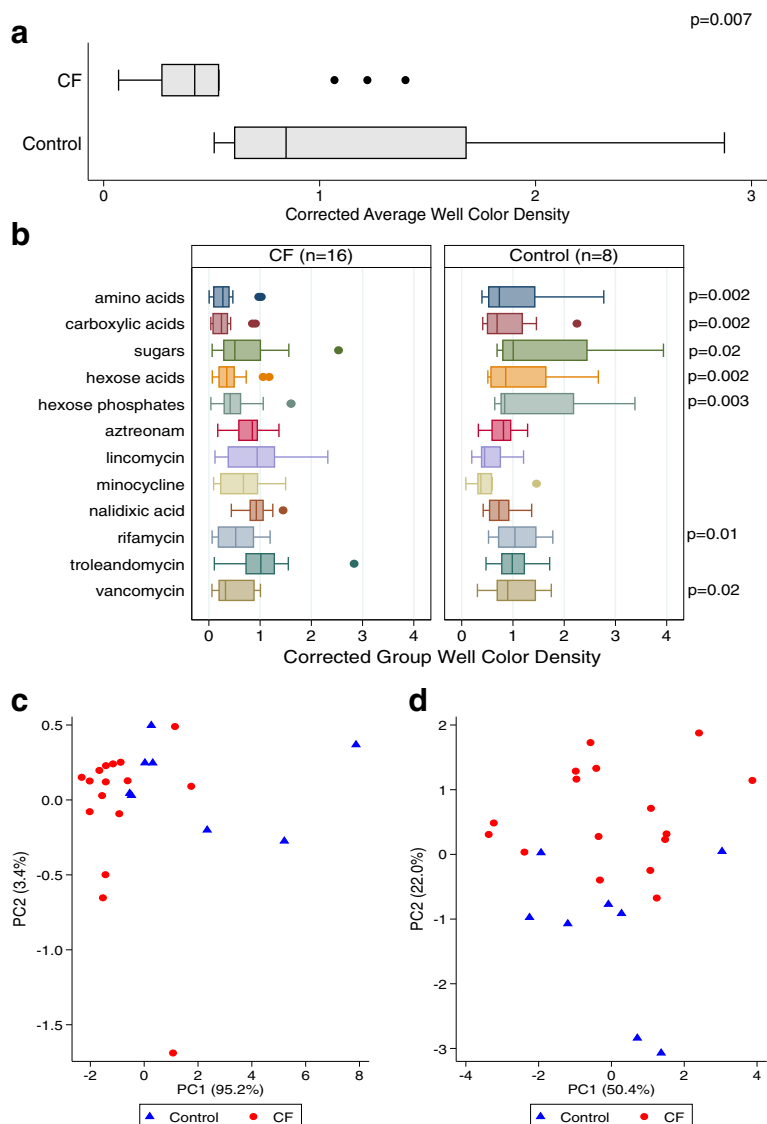 a
p=0.007
CF
Control
0 1 2 3
Corrected Average Well Color Density
b
CF (n=16) Control (n=8)
amino acids p=0.002
carboxylic acids p=0.002
sugars p=0.02
hexose acids p=0.002
hexose phosphates p=0.003
aztreonam
lincomycin
minocycline
nalidixic acid
rifamycin p=0.01
troleandomycin
vancomycin p=0.02
0 1 2 3 4 0 1 2 3 4
Corrected Group Well Color Density
c
0.5
0.0
-0.5
-1.0
-1.5
PC2 (3.4%)
-2 0 2 4 6 8
PC1 (95.2%)
Control CF
d
2
1
0
-1
-2
-3
PC2 (22.0%)
-4 -2 0 2 4
PC1 (50.4%)
Control CF